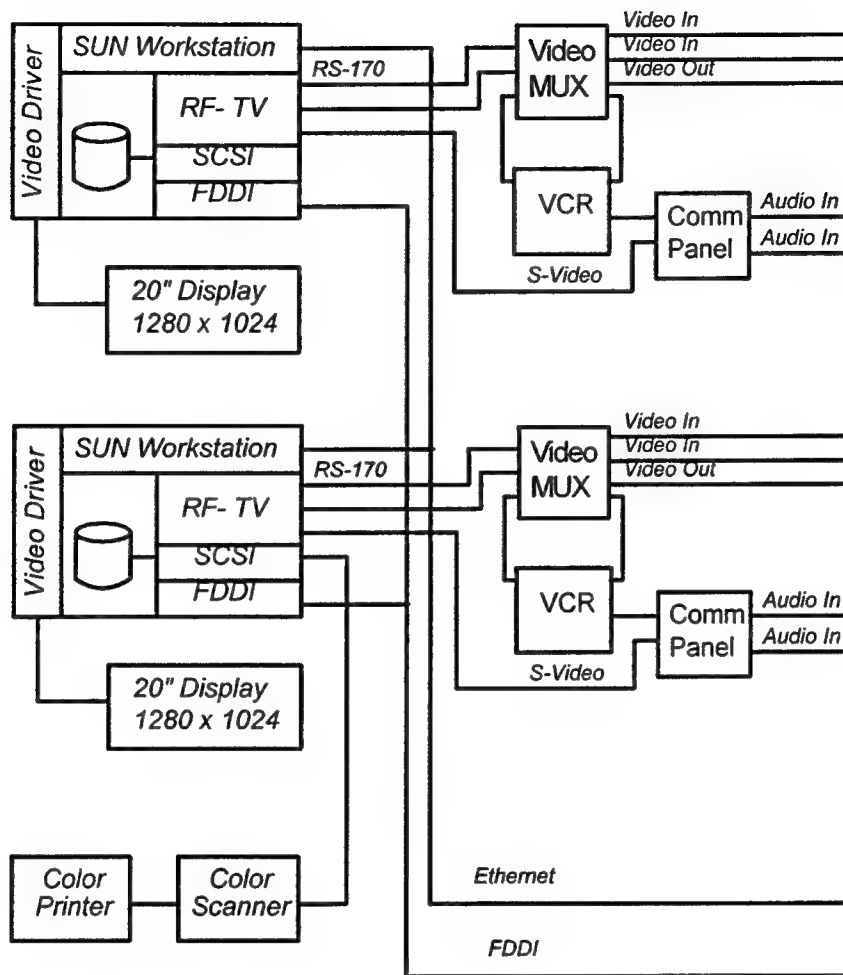 Video Driver
SUN Workstation
RF- TV
SCSI
FDDI
RS-170
Video
MUX
Video In
Video In
Video Out
VCR
Comm
Panel
Audio In
Audio In
S-Video
20" Display
1280 x 1024
Video Driver
SUN Workstation
RF- TV
SCSI
FDDI
RS-170
Video
MUX
Video In
Video In
Video Out
VCR
Comm
Panel
Audio In
Audio In
S-Video
20" Display
1280 x 1024
Color
Printer
Color
Scanner
Ethernet
FDDI